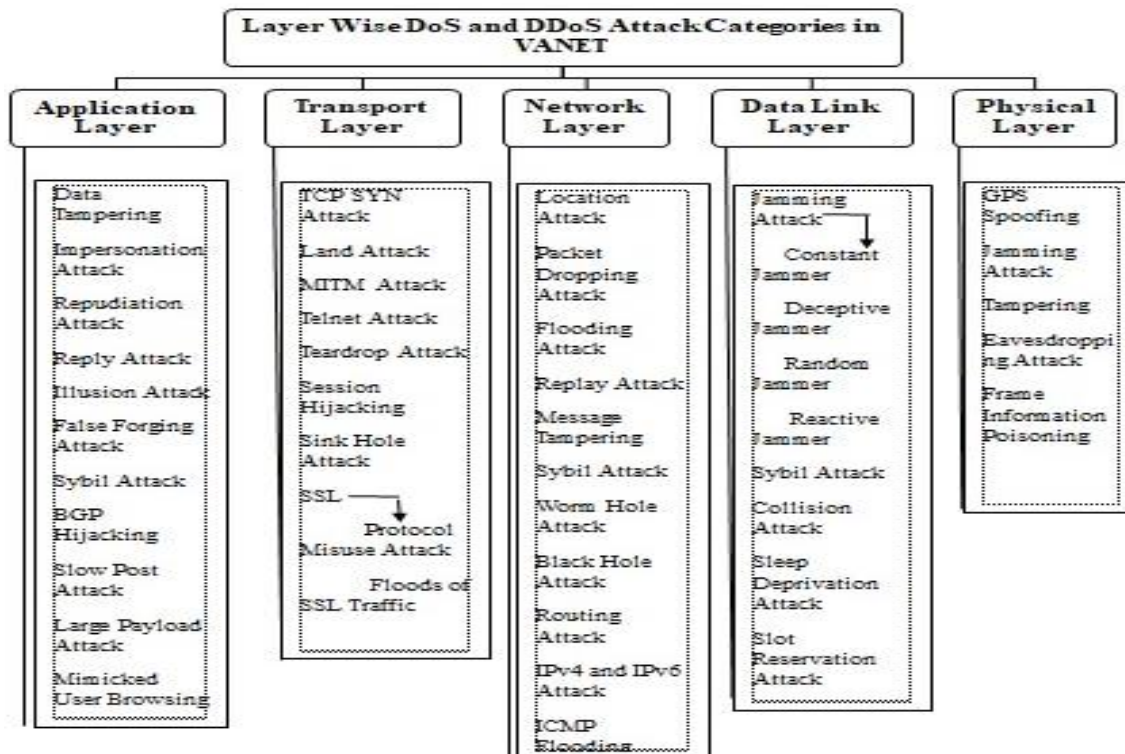 Layer Wise DoS and DDoS Attack Categories in
VANET
Application
Layer
Transport
Layer
Network
Layer
Data Link
Layer
Physical
Layer
Data
Tampering
Impersonation
Attack
Repudiation
Attack
Reply Attack
Illusion Attack
False Forging
Attack
Sybil Attack
BGP
Hijacking
Slow Post
Attack
Large Payload
Attack
Mimicked
User Browsing
TCP SYN
Attack
Land Attack
MITM Attack
Telnet Attack
Teardrop Attack
Session
Hijacking
Sink Hole
Attack
SSL
Protocol
Misuse Attack
Floods of
SSL Traffic
Location
Attack
Packet
Dropping
Attack
Flooding
Attack
Replay Attack
Message
Tampering
Sybil Attack
Worm Hole
Attack
Black Hole
Attack
Routing
Attack
IPv4 and IPv6
Attack
ICMP
Flooding
Jamming
Attack
Constant
Jammer
Deceptive
Jammer
Random
Jammer
Reactive
Jammer
Sybil Attack
Collision
Attack
Sleep
Deprivation
Attack
Slot
Reservation
Attack
GPS
Spoofing
Jamming
Attack
Tampering
Eavesdroppi
ng Attack
Frame
Information
Poisoning